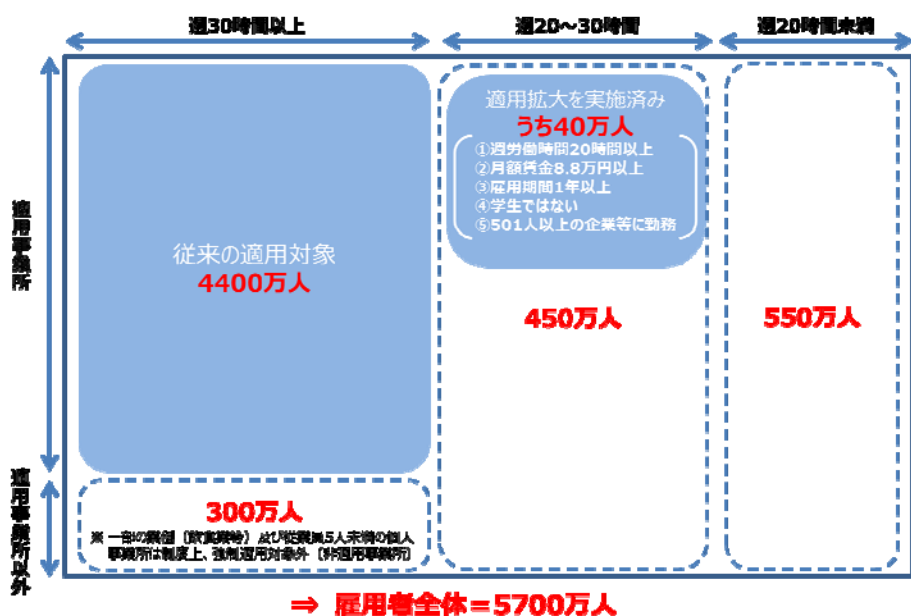 週30時間以上
週20～30時間
週20時間未満
適用事業所
適用拡大を実施済み
うち40万人
①週労働時間20時間以上
②月額賃金8.8万円以上
③雇用期間1年以上
④学生ではない
⑤501人以上の企業等に勤務
従来の適用対象
4400万人
450万人
550万人
適用事業所以外
300万人
※ 一部の業種（飲食業等）及び従業員5人未満の個人
事業所は制度上、強制適用対象外（非適用事業所）
⇒ 雇用者全体＝5700万人